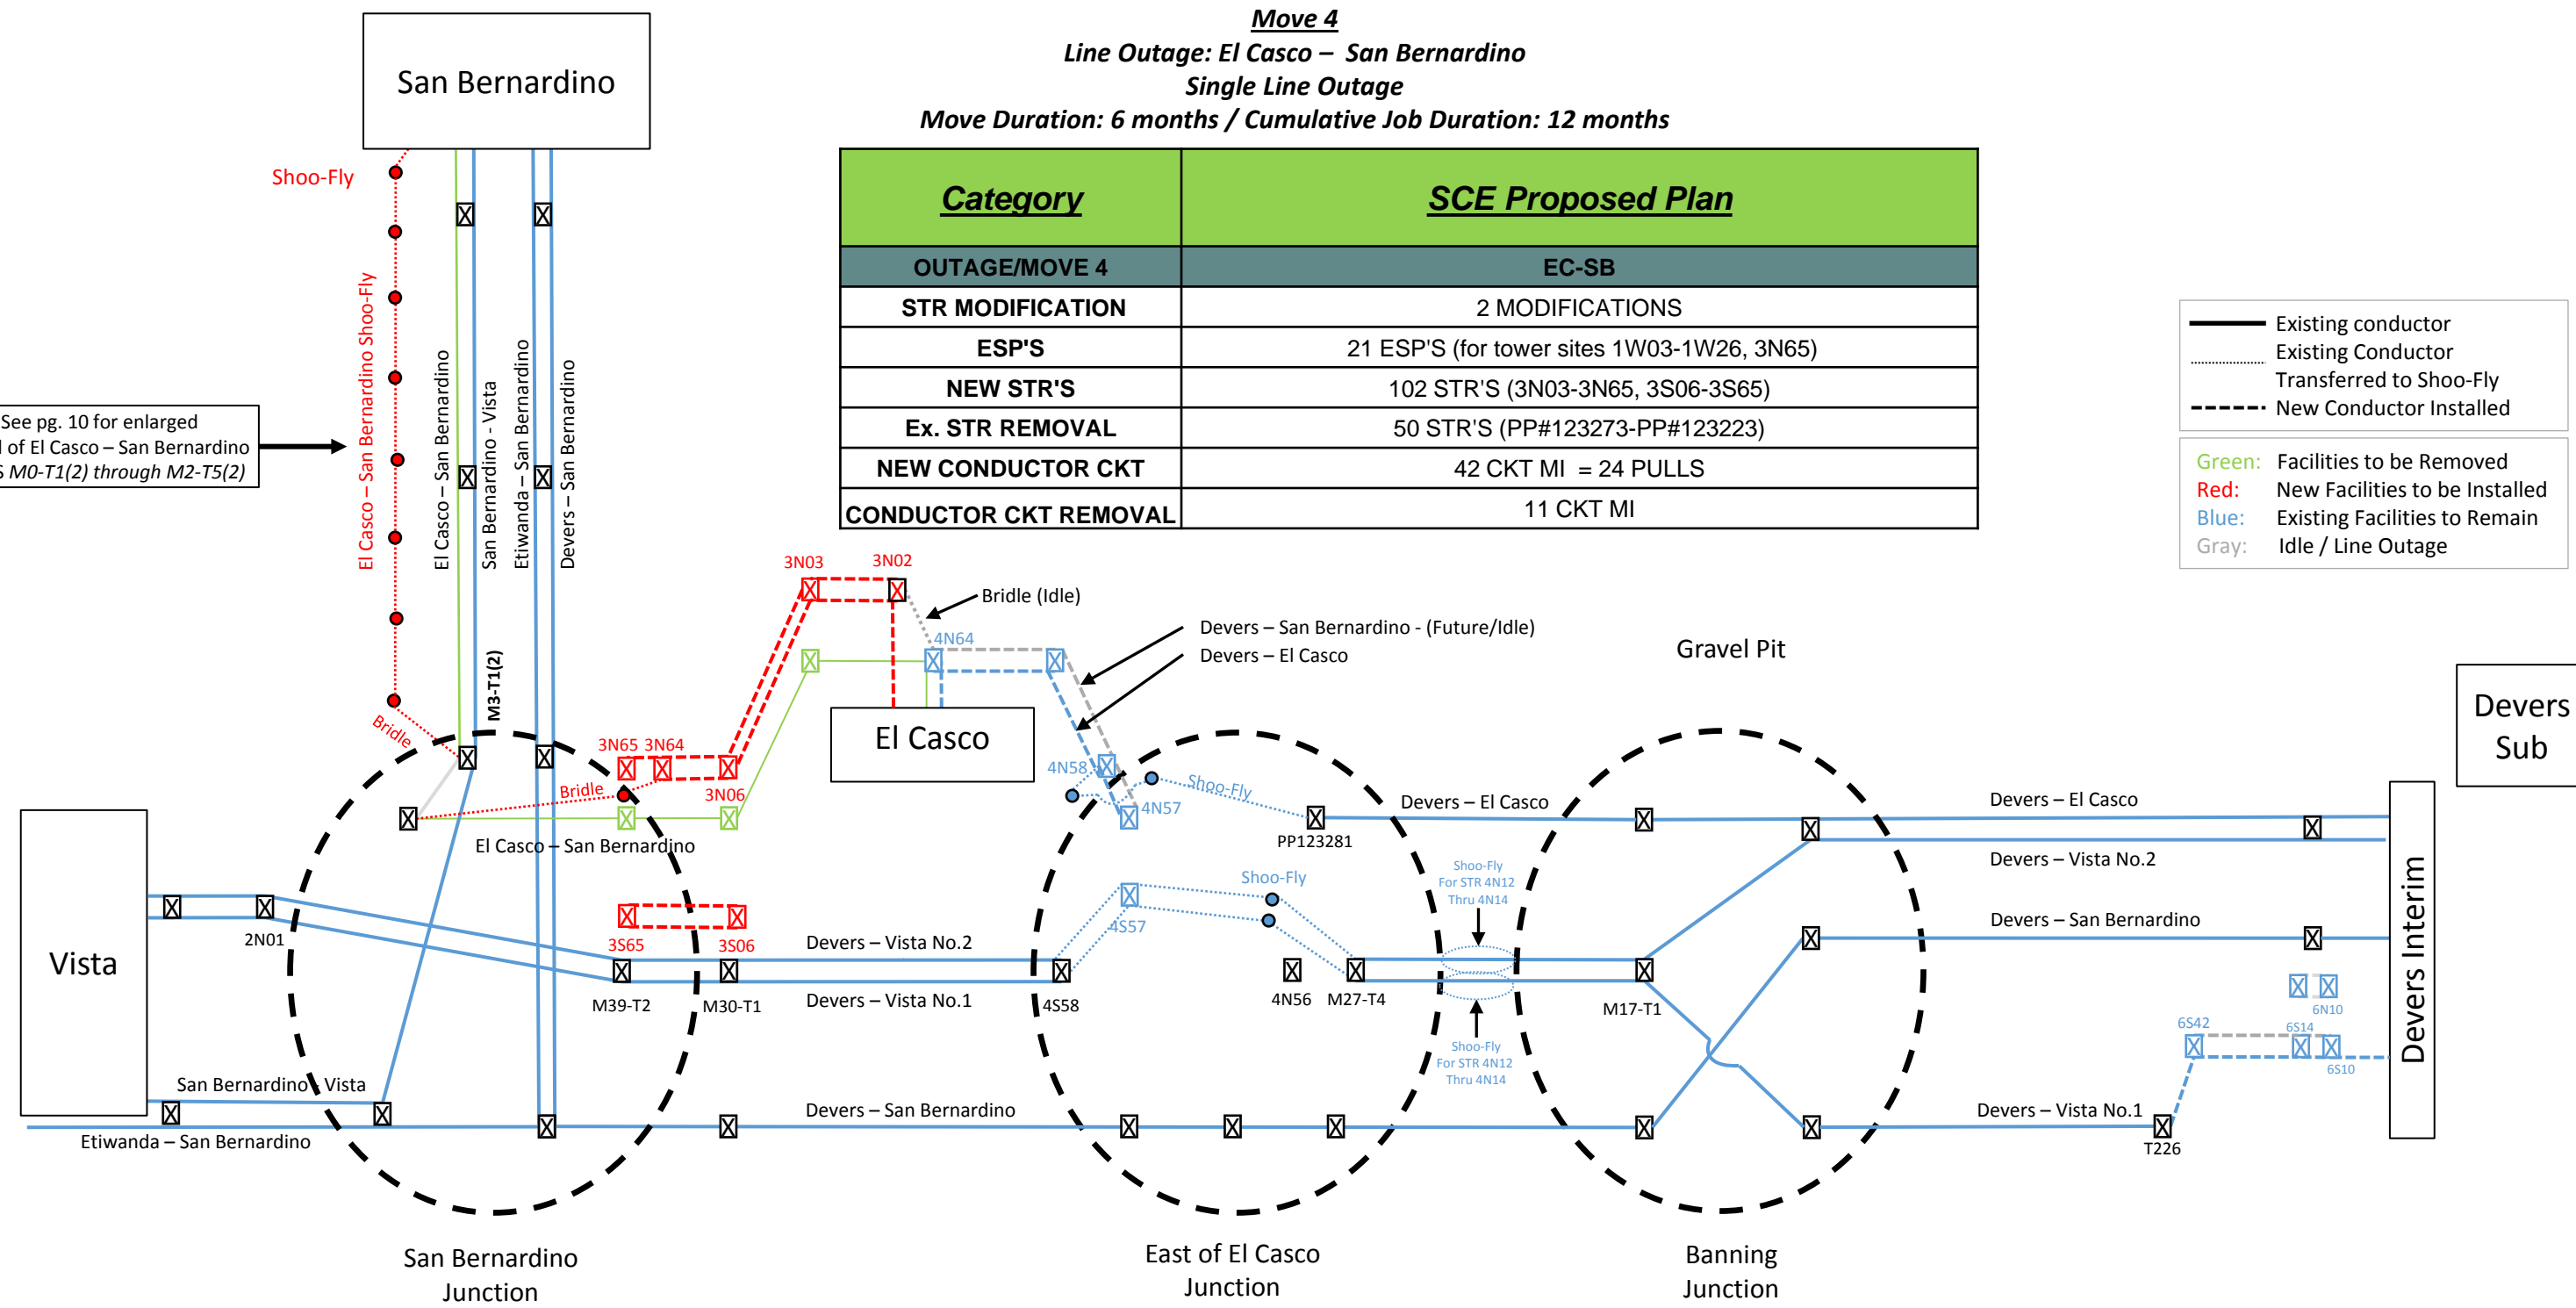 Move 4
Line Outage: El Casco – San Bernardino
Single Line Outage
Move Duration: 6 months / Cumulative Job Duration: 12 months
Category
SCE Proposed Plan
OUTAGE/MOVE 4
EC-SB
STR MODIFICATION
2 MODIFICATIONS
ESP'S
21 ESP'S (for tower sites 1W03-1W26, 3N65)
NEW STR'S
102 STR'S (3N03-3N65, 3S06-3S65)
Ex. STR REMOVAL
50 STR'S (PP#123273-PP#123223)
NEW CONDUCTOR CKT
42 CKT MI = 24 PULLS
CONDUCTOR CKT REMOVAL
11 CKT MI
Existing conductor
Existing Conductor
Transferred to Shoo-Fly
New Conductor Installed
Green: Facilities to be Removed
Red: New Facilities to be Installed
Blue: Existing Facilities to Remain
Gray: Idle / Line Outage
San Bernardino
Shoo-Fly
El Casco – San Bernardino Shoo-Fly
El Casco – San Bernardino
San Bernardino - Vista
Etiwanda – San Bernardino
Devers – San Bernardino
See pg. 10 for enlarged
of El Casco – San Bernardino
M0-T1(2) through M2-T5(2)
M3-T1(2)
Bridle
3N03
3N02
Bridle (Idle)
4N64
Devers – San Bernardino - (Future/Idle)
Devers – El Casco
Gravel Pit
Devers
Sub
El Casco
3N65
3N64
3N06
Bridle
4N58
4N57
Shoo-Fly
PP123281
Devers – El Casco
Devers – El Casco
El Casco – San Bernardino
Devers – Vista No.2
Vista
2N01
3S65
3S06
M39-T2
M30-T1
Devers – Vista No.2
Devers – Vista No.1
4S58
4S57
Shoo-Fly
4N56
M27-T4
Shoo-Fly
For STR 4N12
Thru 4N14
Shoo-Fly
For STR 4N12
Thru 4N14
M17-T1
Devers – San Bernardino
6N10
6S42
6S14
6S10
Devers Interim
San Bernardino - Vista
Etiwanda – San Bernardino
Devers – San Bernardino
Devers – Vista No.1
T226
San Bernardino
Junction
East of El Casco
Junction
Banning
Junction